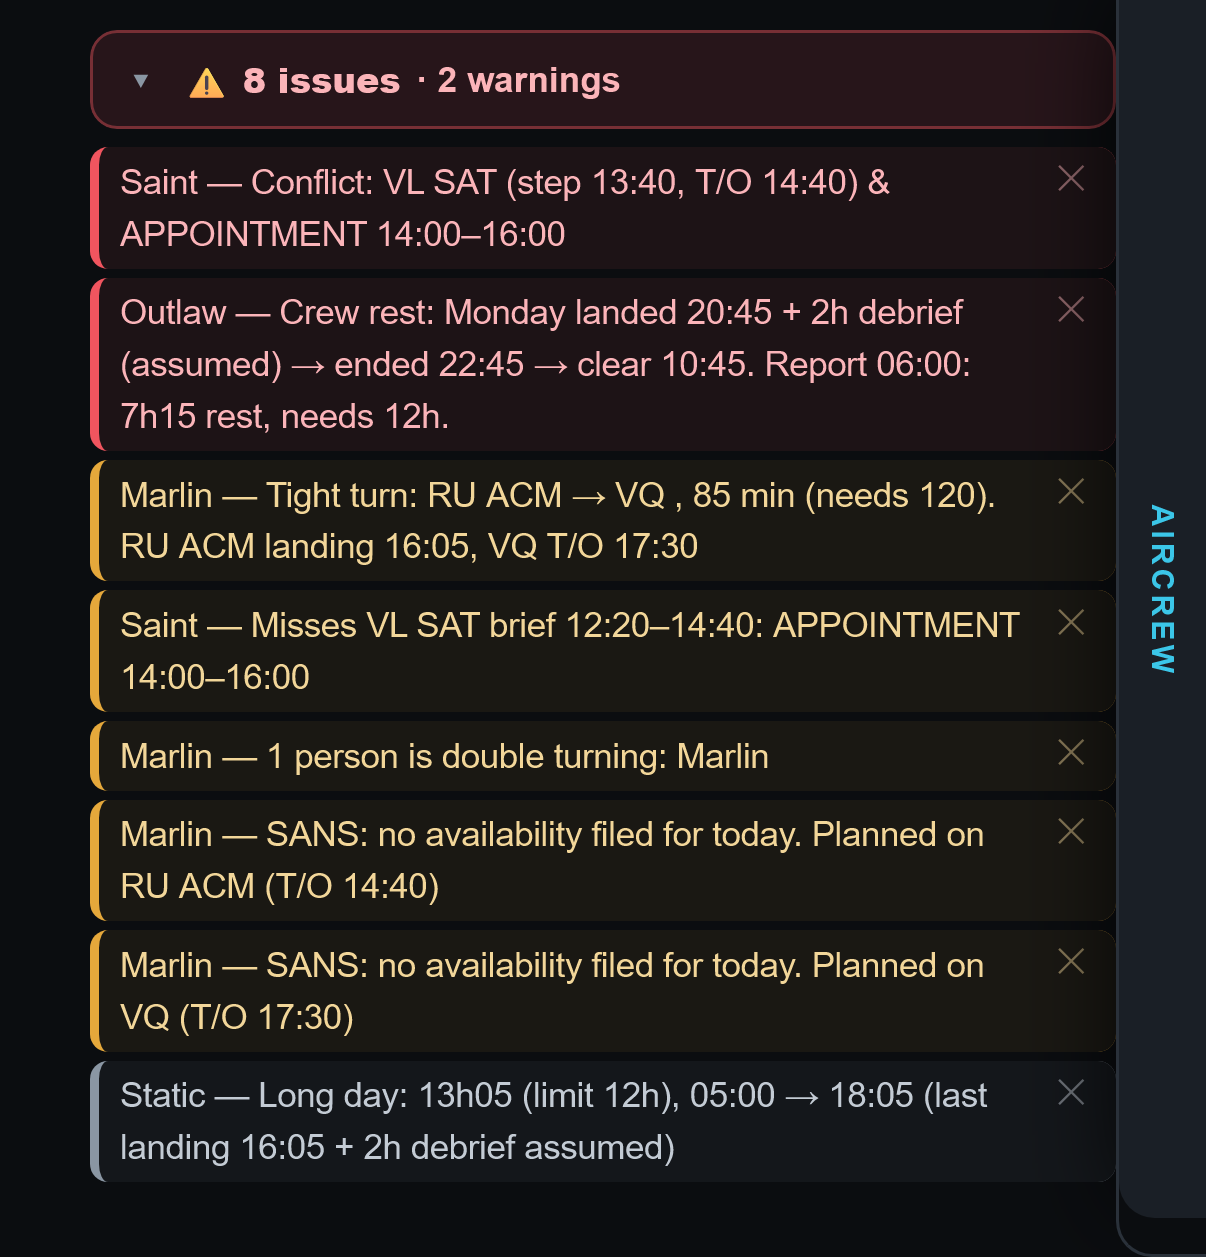 ▼ ⚠️ 8 issues · 2 warnings
Saint — Conflict: VL SAT (step 13:40, T/O 14:40) &
APPOINTMENT 14:00–16:00
Outlaw — Crew rest: Monday landed 20:45 + 2h debrief
(assumed) → ended 22:45 → clear 10:45. Report 06:00:
7h15 rest, needs 12h.
Marlin — Tight turn: RU ACM → VQ , 85 min (needs 120).
RU ACM landing 16:05, VQ T/O 17:30
Saint — Misses VL SAT brief 12:20–14:40: APPOINTMENT
14:00–16:00
Marlin — 1 person is double turning: Marlin
Marlin — SANS: no availability filed for today. Planned on
RU ACM (T/O 14:40)
Marlin — SANS: no availability filed for today. Planned on
VQ (T/O 17:30)
Static — Long day: 13h05 (limit 12h), 05:00 → 18:05 (last
landing 16:05 + 2h debrief assumed)
AIRCREW